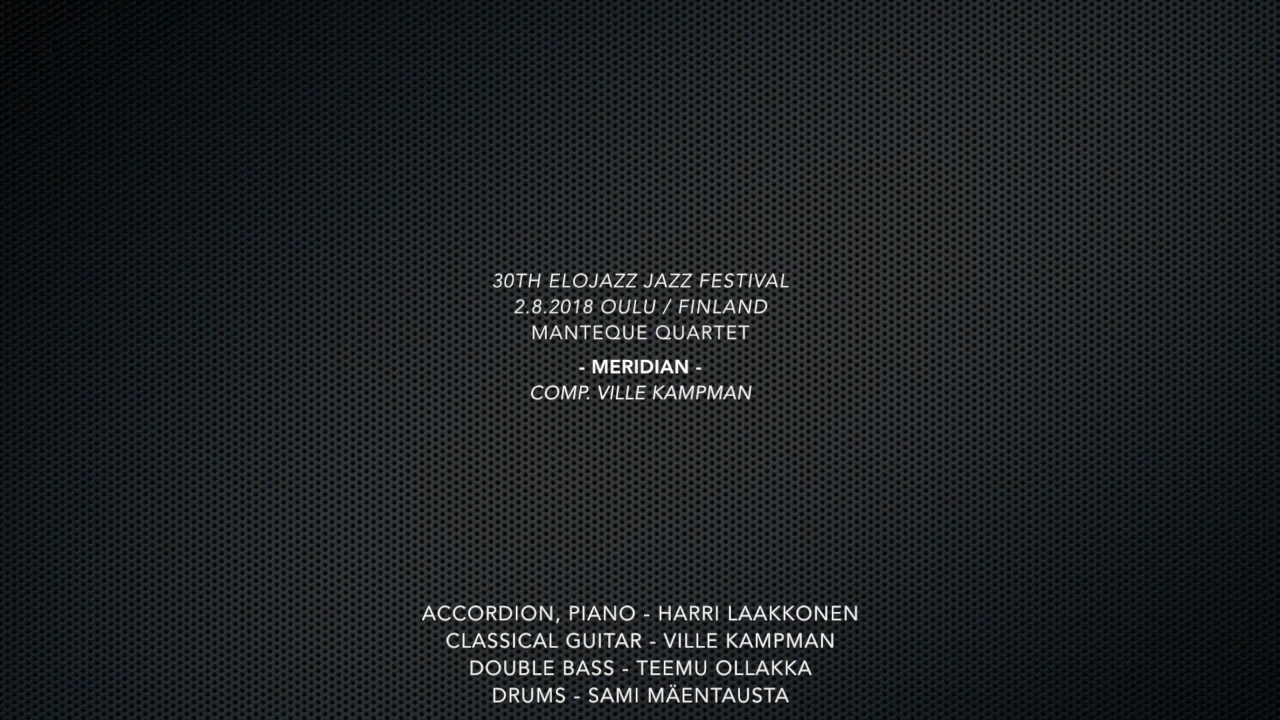 30TH ELOJAZZ JAZZ FESTIVAL
2.8.2018 OULU / FINLAND
MANTEQUE QUARTET
- MERIDIAN -
COMP. VILLE KAMPMAN
ACCORDION, PIANO - HARRI LAAKKONEN
CLASSICAL GUITAR - VILLE KAMPMAN
DOUBLE BASS - TEEMU OLLAKKA
DRUMS - SAMI MÄENTAUSTA